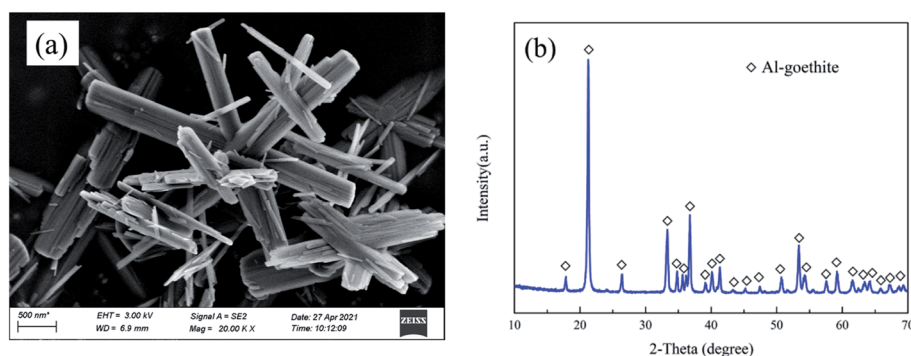 (a)
500 nm*
EHT = 3.00 kV
WD = 6.9 mm
Signal A = SE2
Mag = 20.00 K X
Date: 27 Apr 2021
Time: 10:12:09
ZEISS
(b)
Al-goethite
Intensity(a.u.)
10 20 30 40 50 60 70
2-Theta (degree)